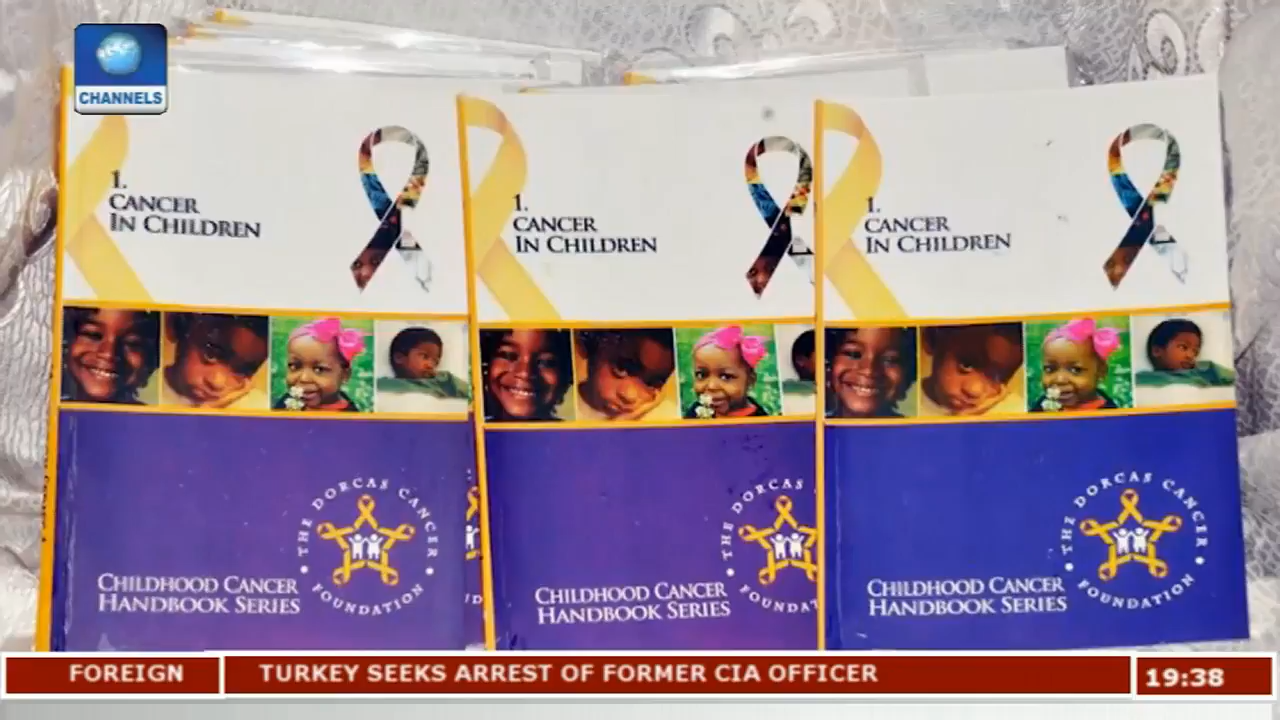 CHANNELS
1.
CANCER
IN CHILDREN
THE DORCAS CANCER FOUNDATION
CHILDHOOD CANCER
HANDBOOK SERIES
1.
CANCER
IN CHILDREN
THE DORCAS
FOUNDAT
CHILDHOOD CANCER
HANDBOOK SERIES
1.
CANCER
IN CHILDREN
THE DORCAS CANCER FOUNDATION
CHILDHOOD CANCER
HANDBOOK SERIES
FOREIGN
TURKEY SEEKS ARREST OF FORMER CIA OFFICER
19:38